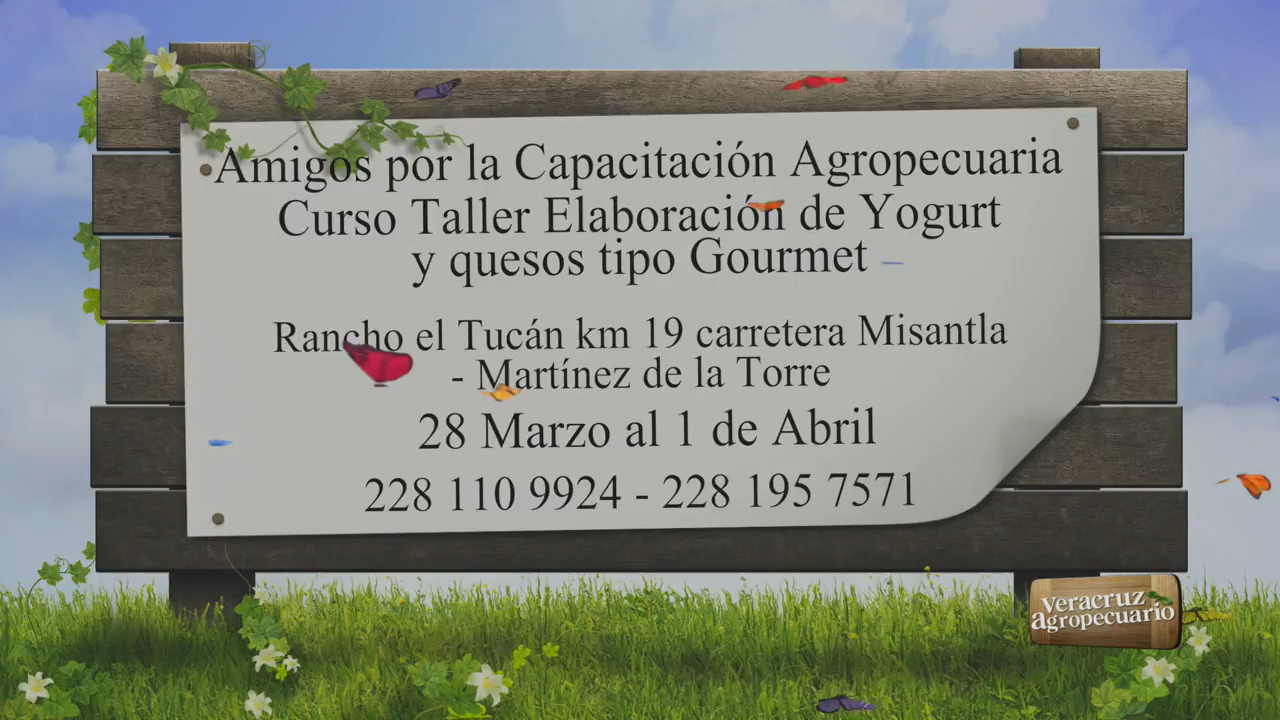 Amigos por la Capacitación Agropecuaria
Curso Taller Elaboración de Yogurt
y quesos tipo Gourmet
Rancho el Tucán km 19 carretera Misantla
- Martínez de la Torre
28 Marzo al 1 de Abril
228 110 9924 - 228 195 7571
veracruz
agropecuario